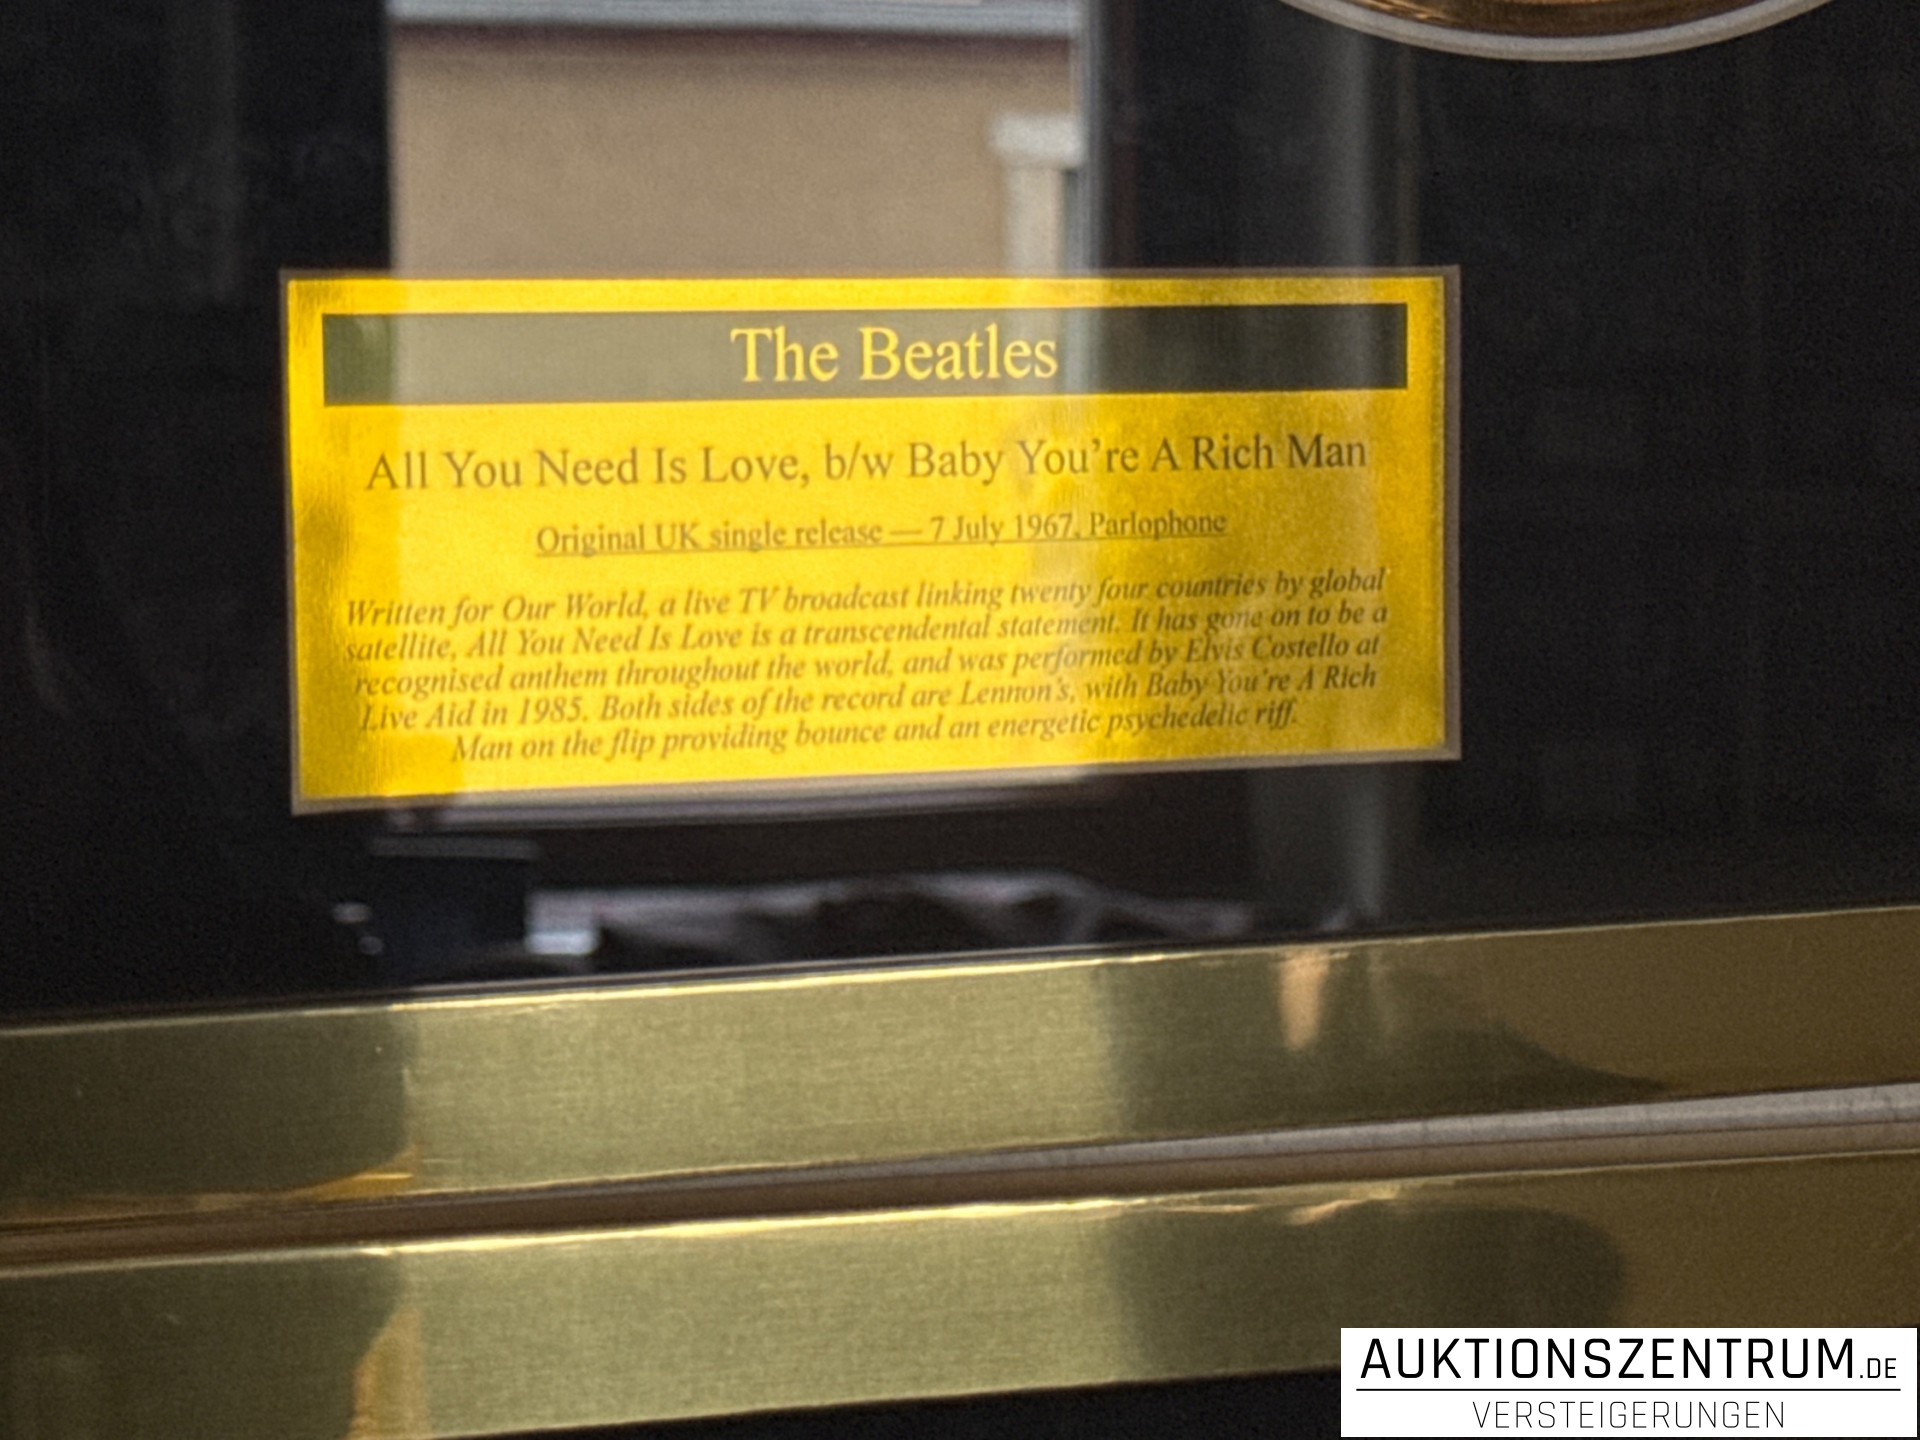 The Beatles
All You Need Is Love, b/w Baby You're A Rich Man
Original UK single release — 7 July 1967, Parlophone
Written for Our World, a live TV broadcast linking twenty four countries by global
satellite, All You Need Is Love is a transcendental statement. It has gone on to be a
recognised anthem throughout the world, and was performed by Elvis Costello at
Live Aid in 1985. Both sides of the record are Lennon's, with Baby You're A Rich
Man on the flip providing bounce and an energetic psychedelic riff.
AUKTIONSZENTRUM.DE
VERSTEIGERUNGEN